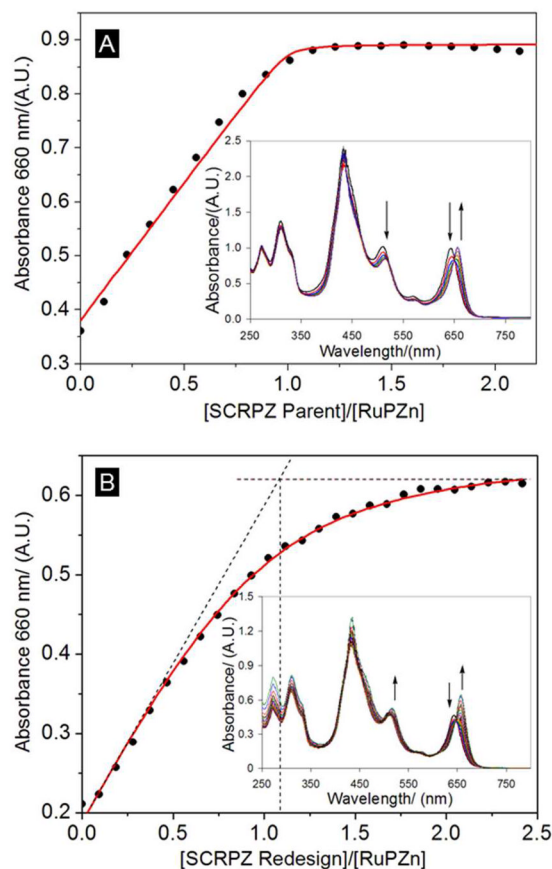 A
Absorbance 660 nm/(A.U.)
0.9
0.8
0.7
0.6
0.5
0.4
0.3
Absorbance/(A.U.)
2.5
2.0
1.5
1.0
0.5
0.0
250 350 450 550 650 750
Wavelength/(nm)
0.0 0.5 1.0 1.5 2.0
[SCRPZ Parent]/[RuPZn]
B
Absorbance 660 nm/ (A.U.)
0.6
0.5
0.4
0.3
0.2
Absorbance/ (A.U.)
1.5
1.2
0.9
0.6
0.3
0.0
250 350 450 550 650 750
Wavelength/ (nm)
0.0 0.5 1.0 1.5 2.0 2.5
[SCRPZ Redesign]/[RuPZn]